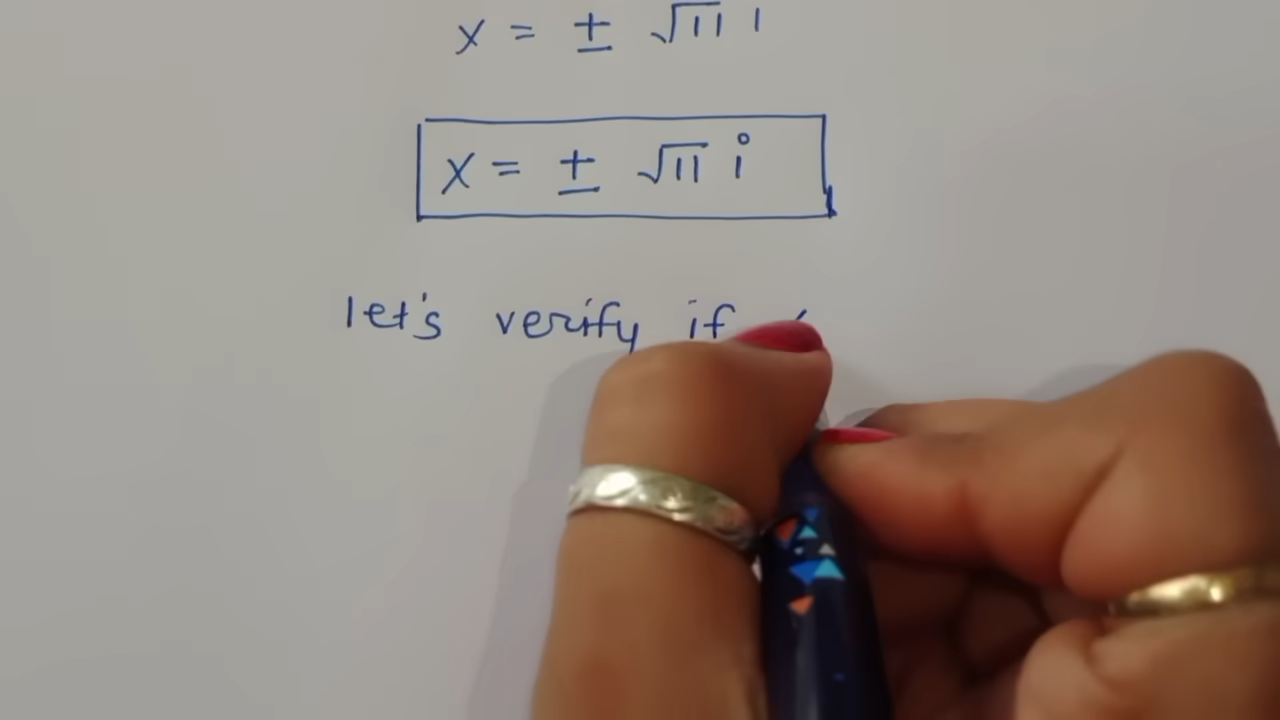 x = ± √11 i
x = ± √11 i
let's verify if